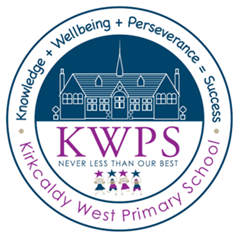 Knowledge + Wellbeing + Perseverance = Success
KWPS
NEVER LESS THAN OUR BEST
Kirkcaldy West Primary School